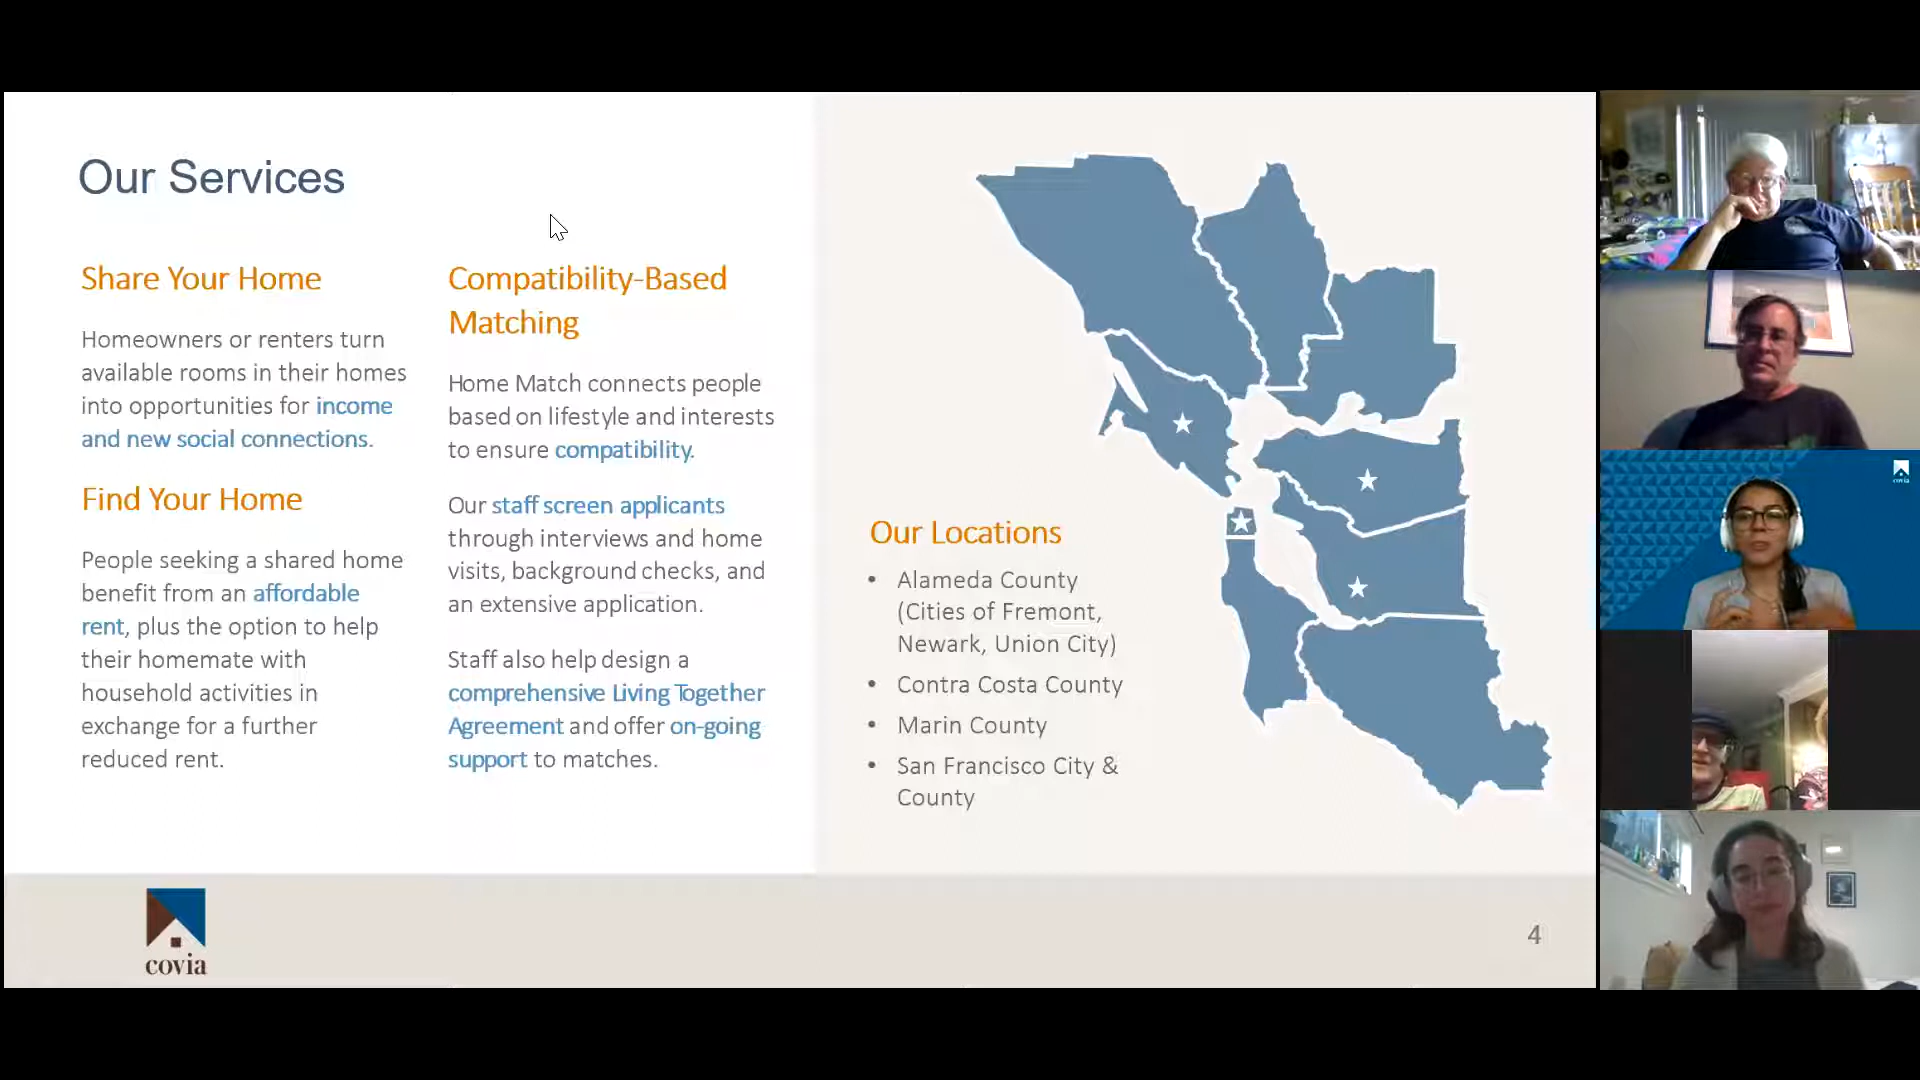 Our Services
Share Your Home
Homeowners or renters turn
available rooms in their homes
into opportunities for income
and new social connections.
Find Your Home
People seeking a shared home
benefit from an affordable
rent, plus the option to help
their homemate with
household activities in
exchange for a further
reduced rent.
Compatibility-Based
Matching
Home Match connects people
based on lifestyle and interests
to ensure compatibility.
Our staff screen applicants
through interviews and home
visits, background checks, and
an extensive application.
Staff also help design a
comprehensive Living Together
Agreement and offer on-going
support to matches.
Our Locations
• Alameda County
(Cities of Fremont,
Newark, Union City)
• Contra Costa County
• Marin County
• San Francisco City &
County
covia
4
covia